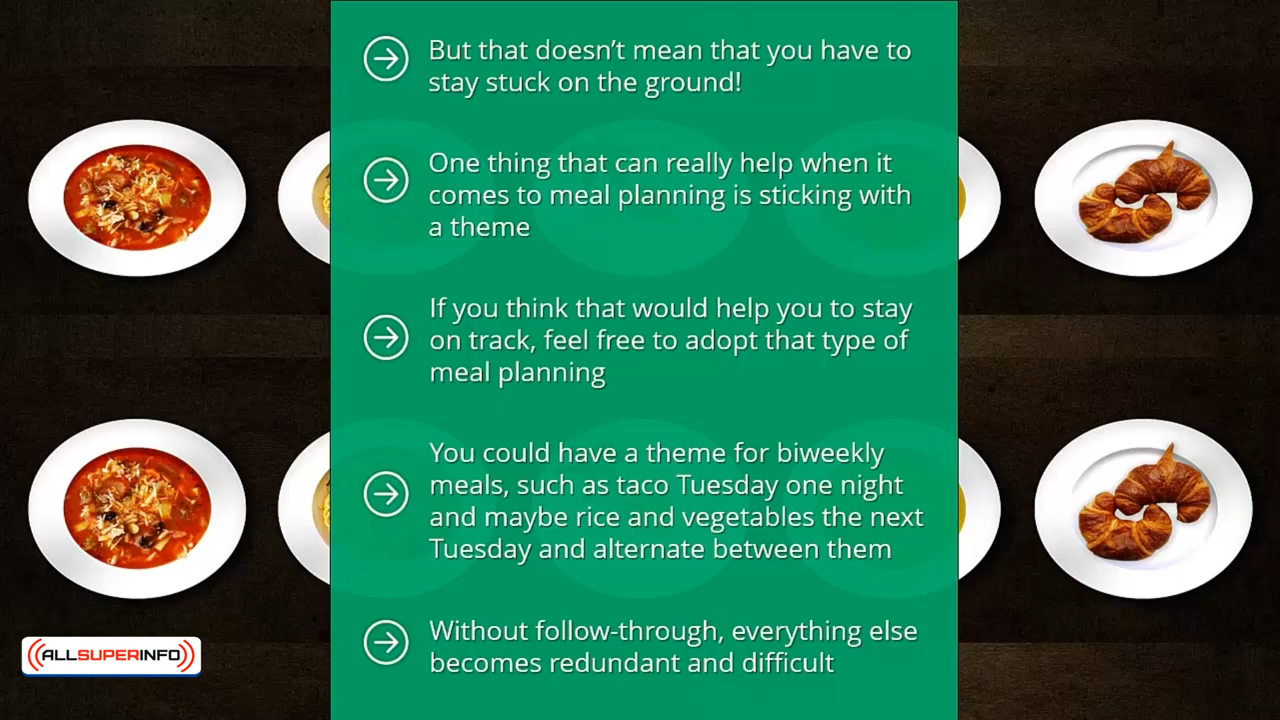 But that doesn’t mean that you have to
stay stuck on the ground!
One thing that can really help when it
comes to meal planning is sticking with
a theme
If you think that would help you to stay
on track, feel free to adopt that type of
meal planning
You could have a theme for biweekly
meals, such as taco Tuesday one night
and maybe rice and vegetables the next
Tuesday and alternate between them
Without follow-through, everything else
becomes redundant and difficult
ALLSUPERINFO